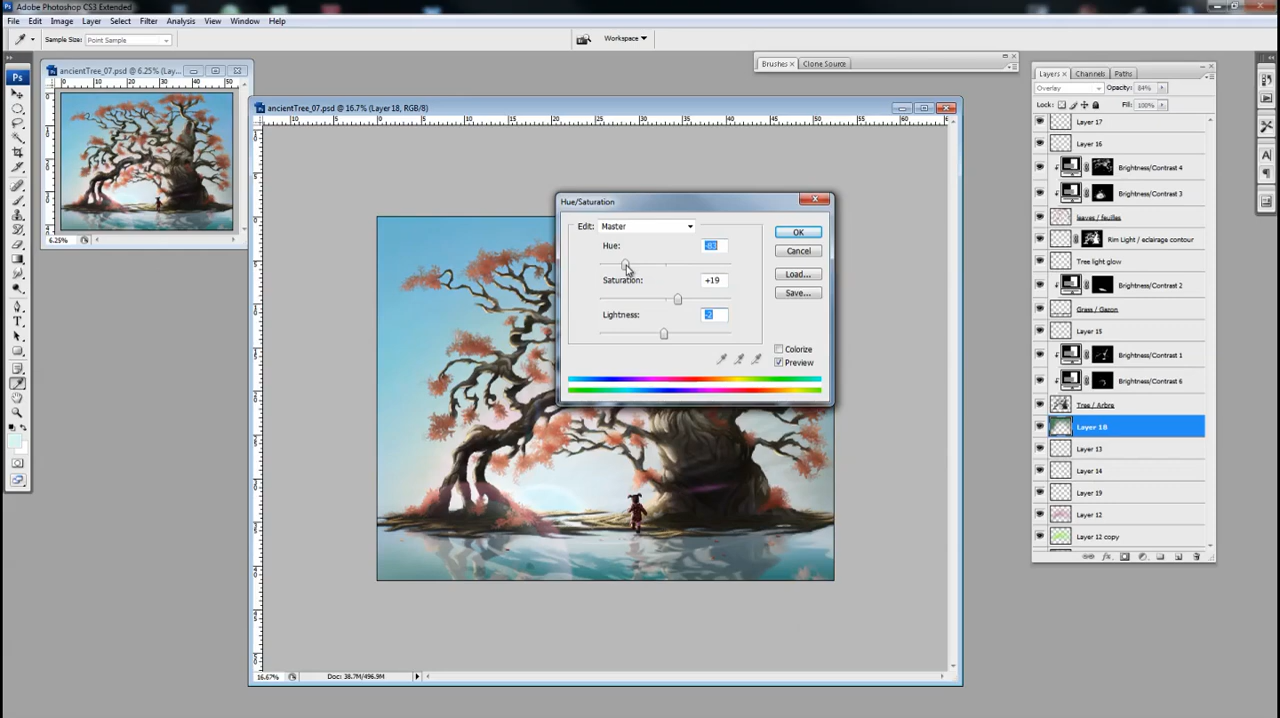 Adobe Photoshop CS3 Extended
File Edit Image Layer Select Filter Analysis View Window Help
Sample Size: Point Sample
Workspace
Brushes Clone Source
ancientTree_07.psd @ 6.25% (Lay...
6.25%
ancientTree_07.psd @ 16.7% (Layer 18, RGB/8)
16.67%
Doc: 38.7M/496.9M
Hue/Saturation
Edit: Master
Hue:
Saturation: +19
Lightness: -2
OK
Cancel
Load...
Save...
Colorize
Preview
Layers Channels Paths
Overlay Opacity: 84%
Lock: Fill: 100%
Layer 17
Layer 16
Brightness/Contrast 4
Brightness/Contrast 3
leaves / feuilles
Rim Light / eclairage contour
Tree light glow
Brightness/Contrast 2
Grass / Gazon
Layer 15
Brightness/Contrast 1
Brightness/Contrast 6
Tree / Arbre
Layer 18
Layer 13
Layer 14
Layer 19
Layer 12
Layer 12 copy